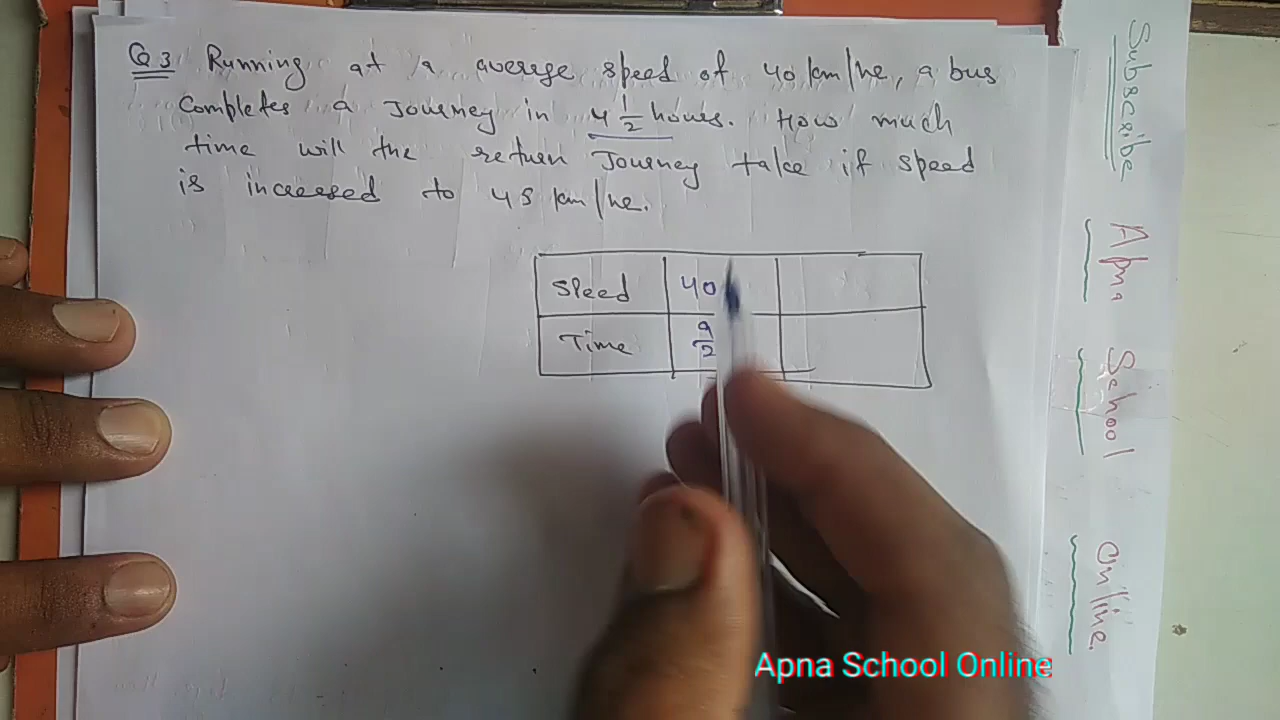 Q3 Running at a average speed of 40 km/hr, a bus
Completes a Journey in 4 1/2 hours. How much
time will the return Journey take if speed
is increased to 45 km/hr.
Speed 40
Time 9/2
Subscribe Apna School Online.
Apna School Online